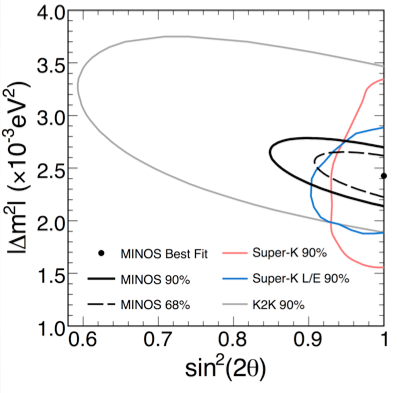 4.0
3.5
3.0
2.5
2.0
1.5
1.0
|Δm²| (×10⁻³eV²)
MINOS Best Fit
MINOS 90%
MINOS 68%
Super-K 90%
Super-K L/E 90%
K2K 90%
0.6 0.7 0.8 0.9 1
sin²(2θ)